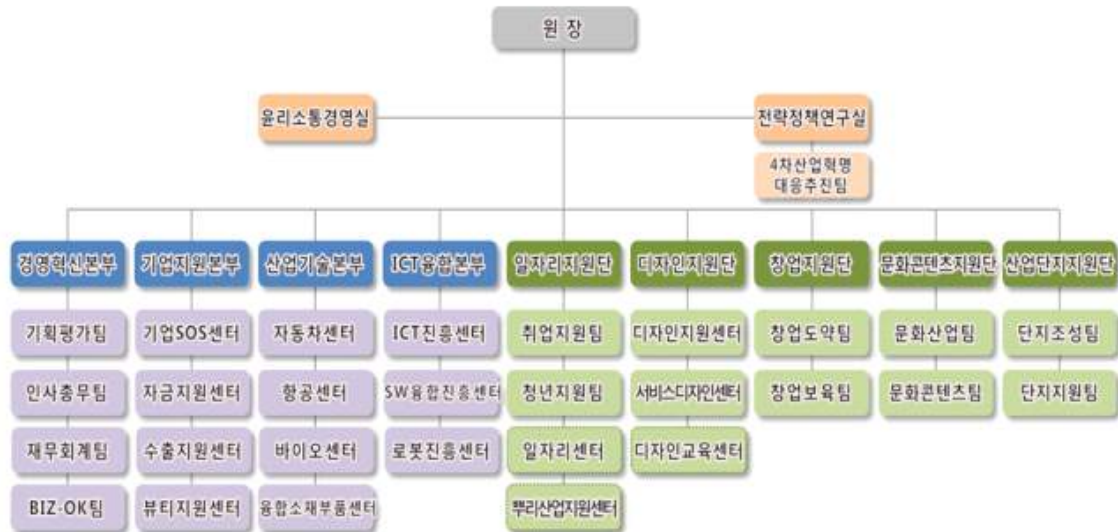 원 장
윤리소통경영실
전략정책연구실
4차산업혁명
대응추진팀
경영혁신본부
기업지원본부
산업기술본부
ICT융합본부
일자리지원단
디자인지원단
창업지원단
문화콘텐츠지원단
산업단지지원단
기획평가팀
기업SOS센터
자동차센터
ICT진흥센터
취업지원팀
디자인지원센터
창업도약팀
문화산업팀
단지조성팀
인사총무팀
자금지원센터
항공센터
SW융합진흥센터
청년지원팀
서비스디자인센터
창업보육팀
문화콘텐츠팀
단지지원팀
재무회계팀
수출지원센터
바이오센터
로봇진흥센터
일자리센터
디자인교육센터
BIZ-OK팀
뷰티지원센터
융합소재부품센터
뿌리산업지원센터